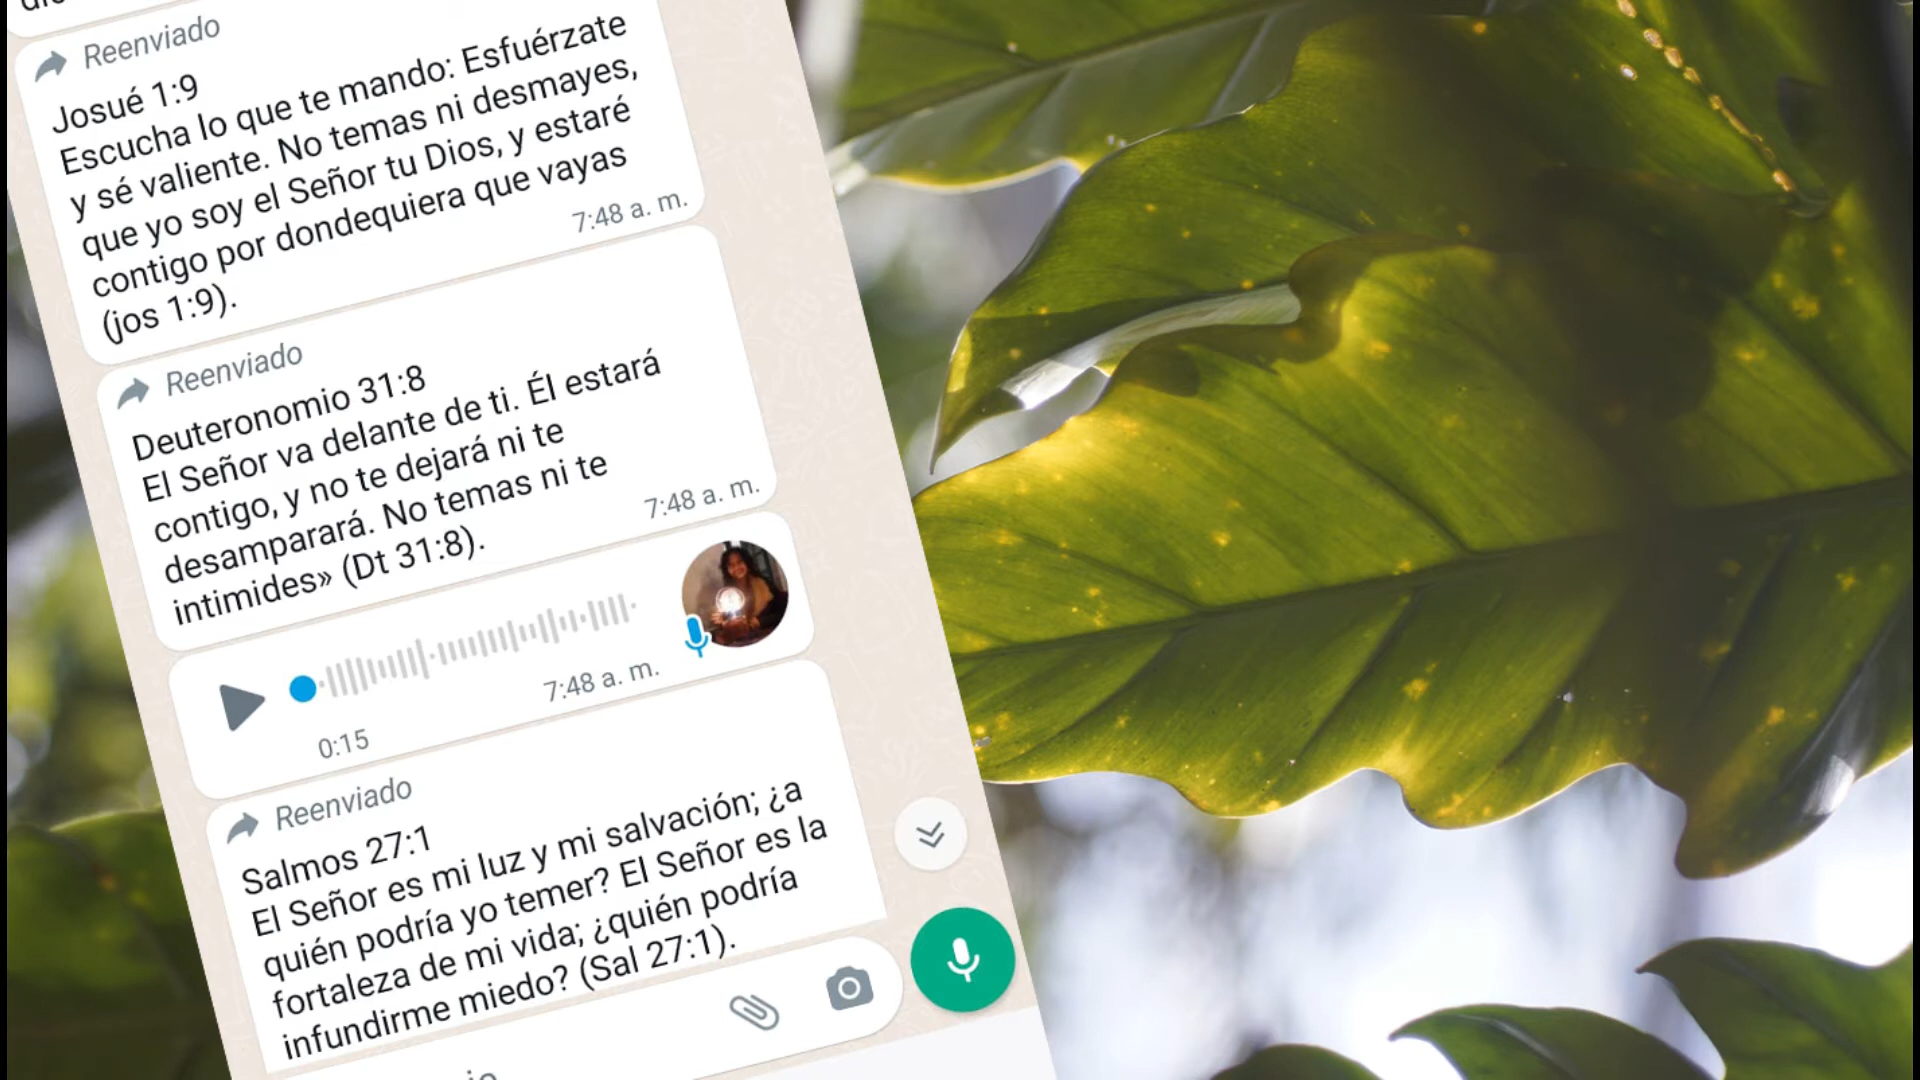 Reenviado
Josué 1:9
Escucha lo que te mando: Esfuérzate
y sé valiente. No temas ni desmayes,
que yo soy el Señor tu Dios, y estaré
contigo por dondequiera que vayas
(jos 1:9).
7:48 a. m.
Reenviado
Deuteronomio 31:8
El Señor va delante de ti. Él estará
contigo, y no te dejará ni te
desamparará. No temas ni te
intimides» (Dt 31:8).
7:48 a. m.
0:15
7:48 a. m.
Reenviado
Salmos 27:1
El Señor es mi luz y mi salvación; ¿a
quién podría yo temer? El Señor es la
fortaleza de mi vida; ¿quién podría
infundirme miedo? (Sal 27:1).